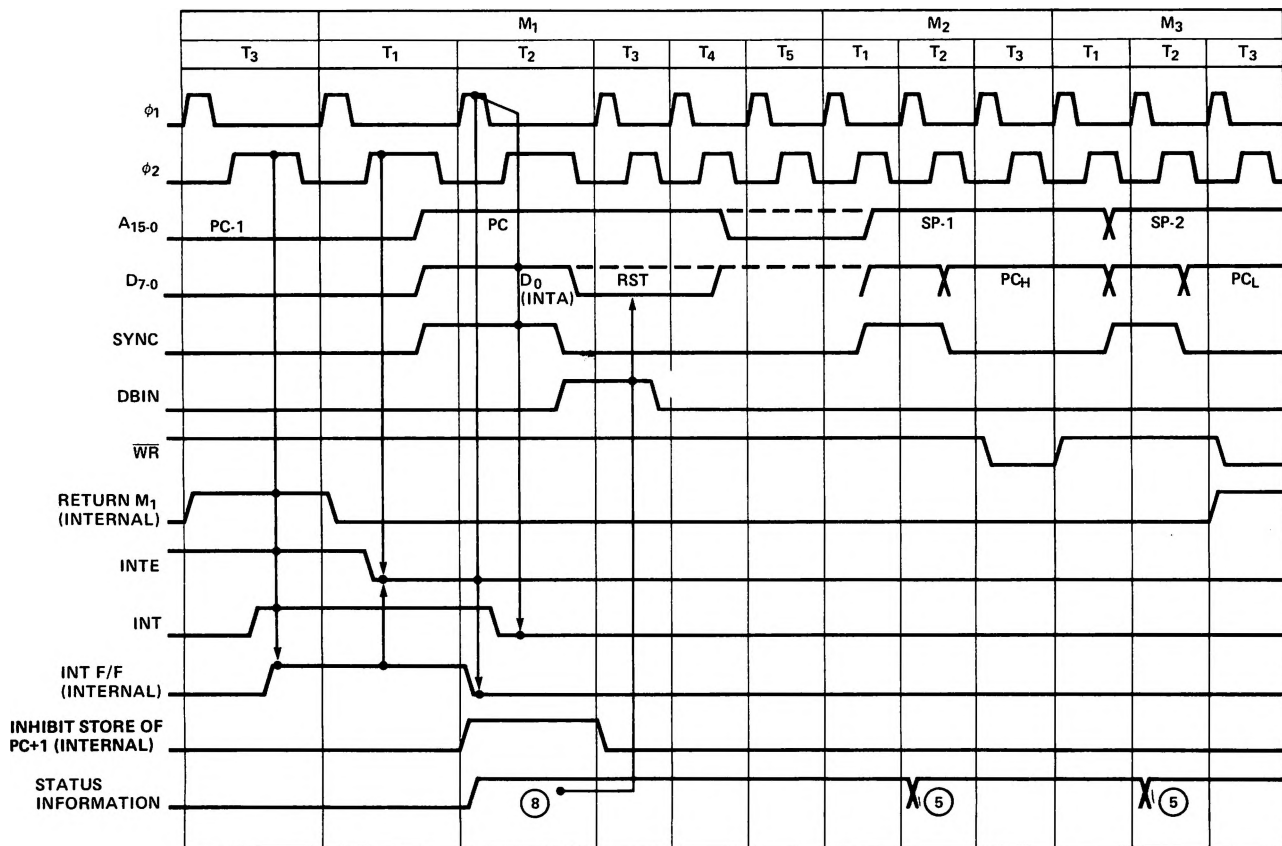 M1 M2 M3
T3 T1 T2 T3 T4 T5 T1 T2 T3 T1 T2 T3
ϕ1
ϕ2
A15-0 PC-1 PC SP-1 SP-2
D7-0 D0 (INTA) RST PCH PCL
SYNC
DBIN
WR
RETURN M1
(INTERNAL)
INTE
INT
INT F/F
(INTERNAL)
INHIBIT STORE OF
PC+1 (INTERNAL)
STATUS
INFORMATION
8 5 5